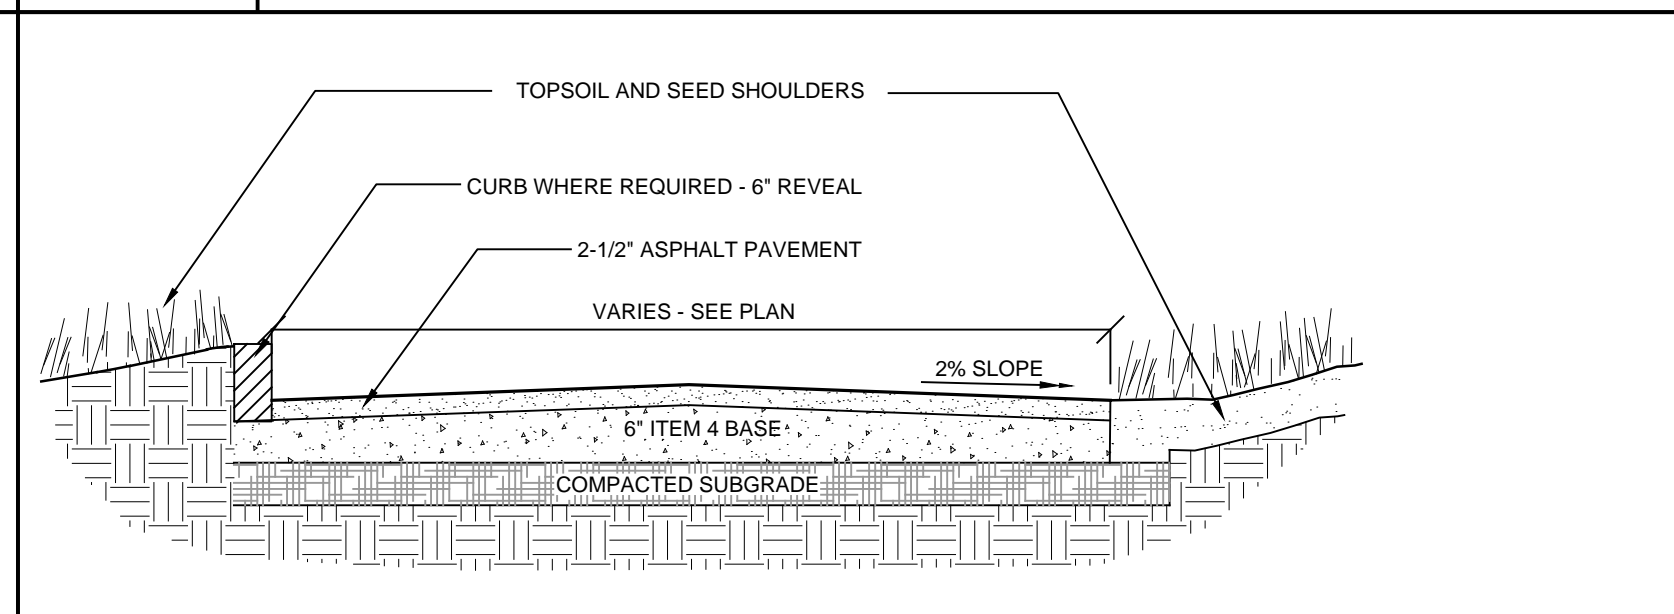 TOPSOIL AND SEED SHOULDERS
CURB WHERE REQUIRED - 6" REVEAL
2-1/2" ASPHALT PAVEMENT
VARIES - SEE PLAN
2% SLOPE
6" ITEM 4 BASE
COMPACTED SUBGRADE